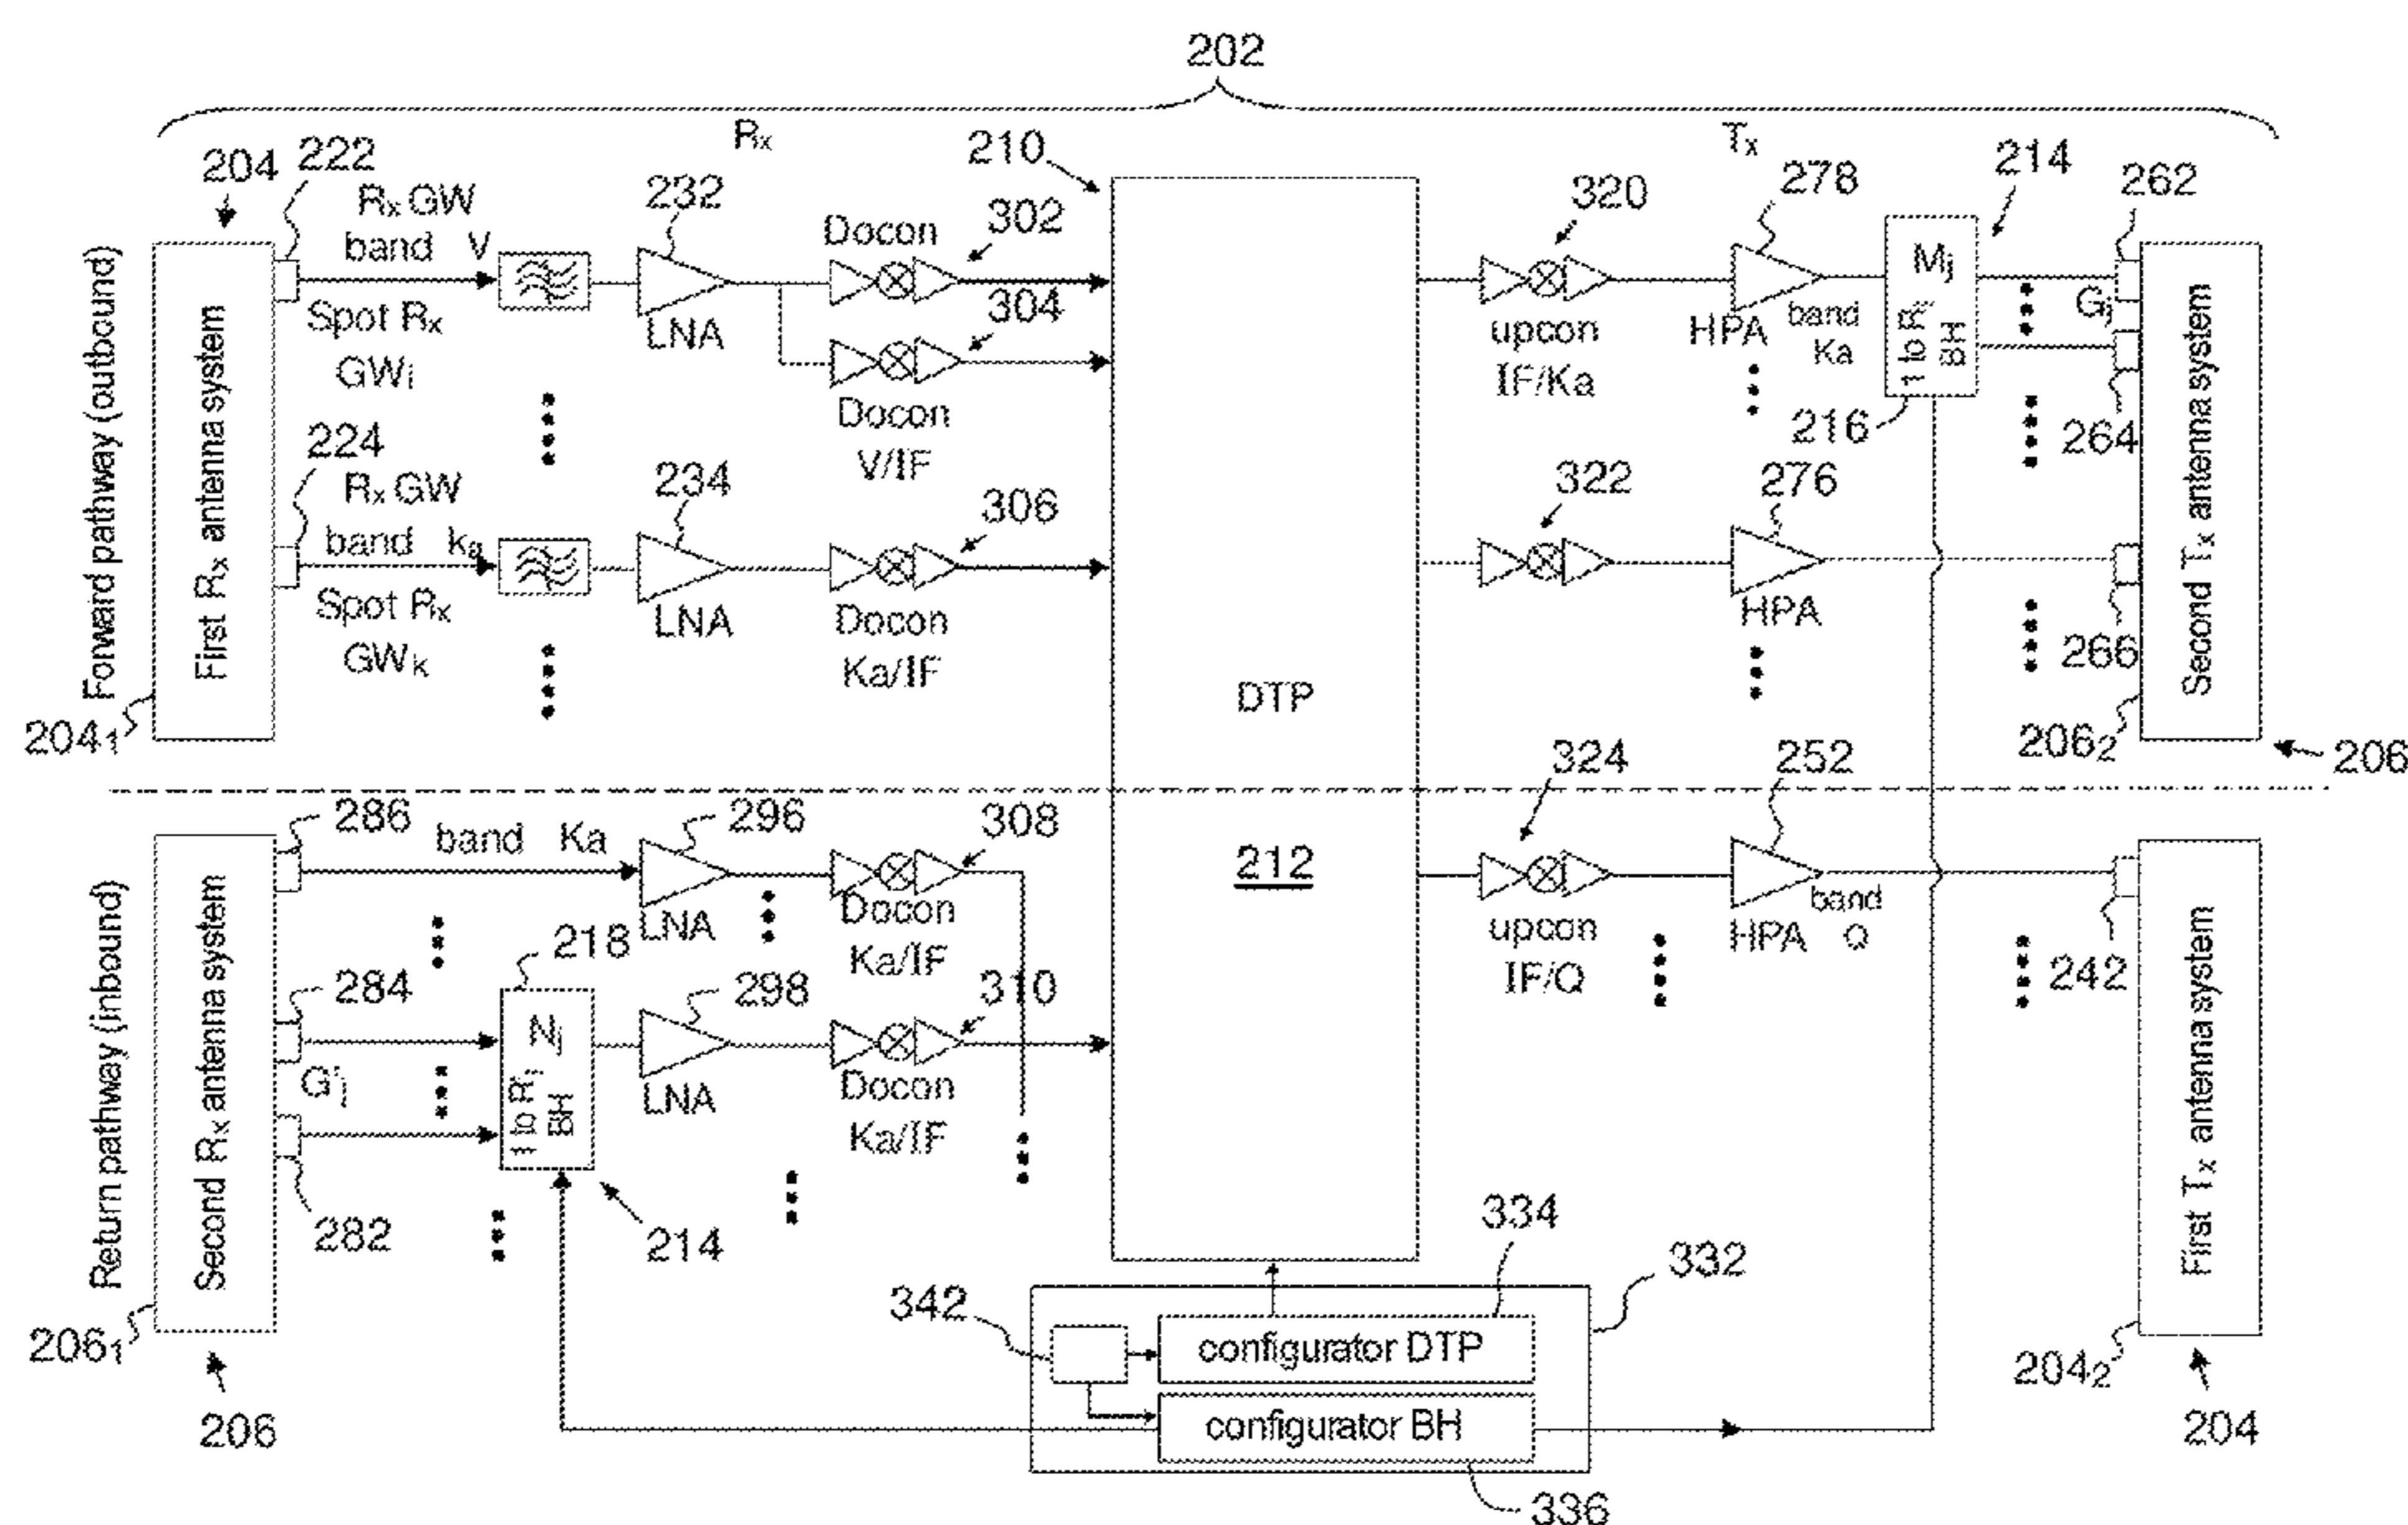 202
Rx
Tx
204
222
Rx GW
band V
Spot Rx
GWi
232
LNA
Docon
302
304
Docon
V/IF
210
320
upcon
IF/Ka
278
HPA
band
Ka
Mj
1 to Rj
BH
214
216
262
Gj
264
Forward pathway (outbound)
First Rx antenna system
204₁
224
Rx GW
band ka
Spot Rx
GWk
234
LNA
306
Docon
Ka/IF
DTP
322
276
HPA
266
Second Tx antenna system
206₂
206
Return pathway (inbound)
Second Rx antenna system
286
band Ka
296
LNA
308
Docon
Ka/IF
212
324
upcon
IF/Q
252
HPA
band
Q
242
First Tx antenna system
284
G'j
282
218
Nj
1 to R'j
BH
214
298
LNA
310
Docon
Ka/IF
206₁
206
342
334
332
configurator DTP
configurator BH
336
204₂
204